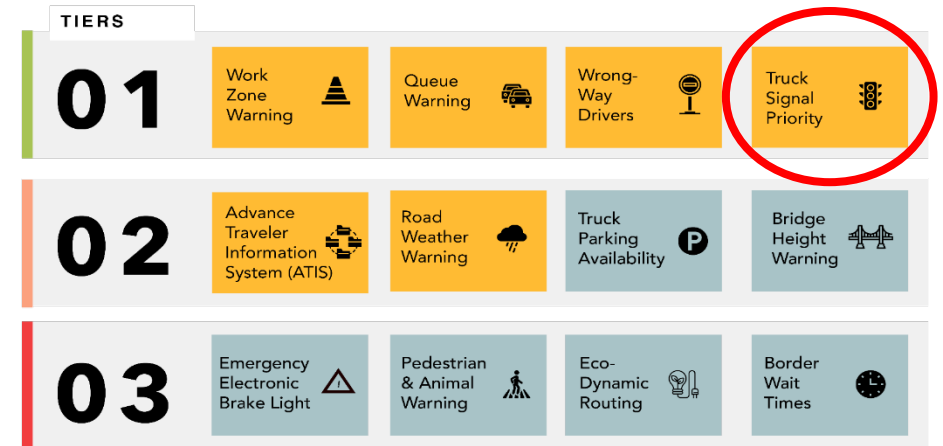 TIERS
01
Work
Zone
Warning
Queue
Warning
Wrong-
Way
Drivers
Truck
Signal
Priority
02
Advance
Traveler
Information
System (ATIS)
Road
Weather
Warning
Truck
Parking
Availability
P
Bridge
Height
Warning
03
Emergency
Electronic
Brake Light
!
Pedestrian
& Animal
Warning
Eco-
Dynamic
Routing
Border
Wait
Times